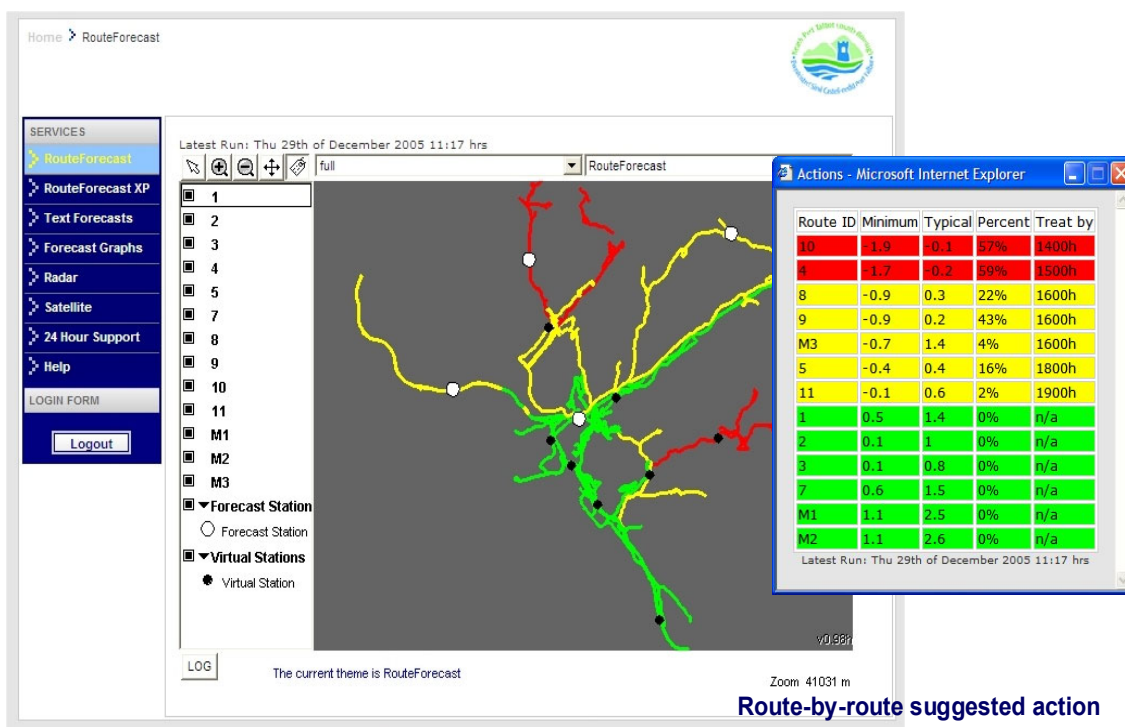 Home RouteForecast
SERVICES
RouteForecast
RouteForecast XP
Text Forecasts
Forecast Graphs
Radar
Satellite
24 Hour Support
Help
LOGIN FORM
Logout
Latest Run: Thu 29th of December 2005 11:17 hrs
full RouteForecast
1
2
3
4
5
7
8
9
10
11
M1
M2
M3
Forecast Station
Forecast Station
Virtual Stations
Virtual Station
v0.98h
LOG
The current theme is RouteForecast
Zoom 41031 m
Actions - Microsoft Internet Explorer
Route ID Minimum Typical Percent Treat by
10 -1.9 -0.1 57% 1400h
4 -1.7 -0.2 59% 1500h
8 -0.9 0.3 22% 1600h
9 -0.9 0.2 43% 1600h
M3 -0.7 1.4 4% 1600h
5 -0.4 0.4 16% 1800h
11 -0.1 0.6 2% 1900h
1 0.5 1.4 0% n/a
2 0.1 1 0% n/a
3 0.1 0.8 0% n/a
7 0.6 1.5 0% n/a
M1 1.1 2.5 0% n/a
M2 1.1 2.6 0% n/a
Latest Run: Thu 29th of December 2005 11:17 hrs
Route-by-route suggested action